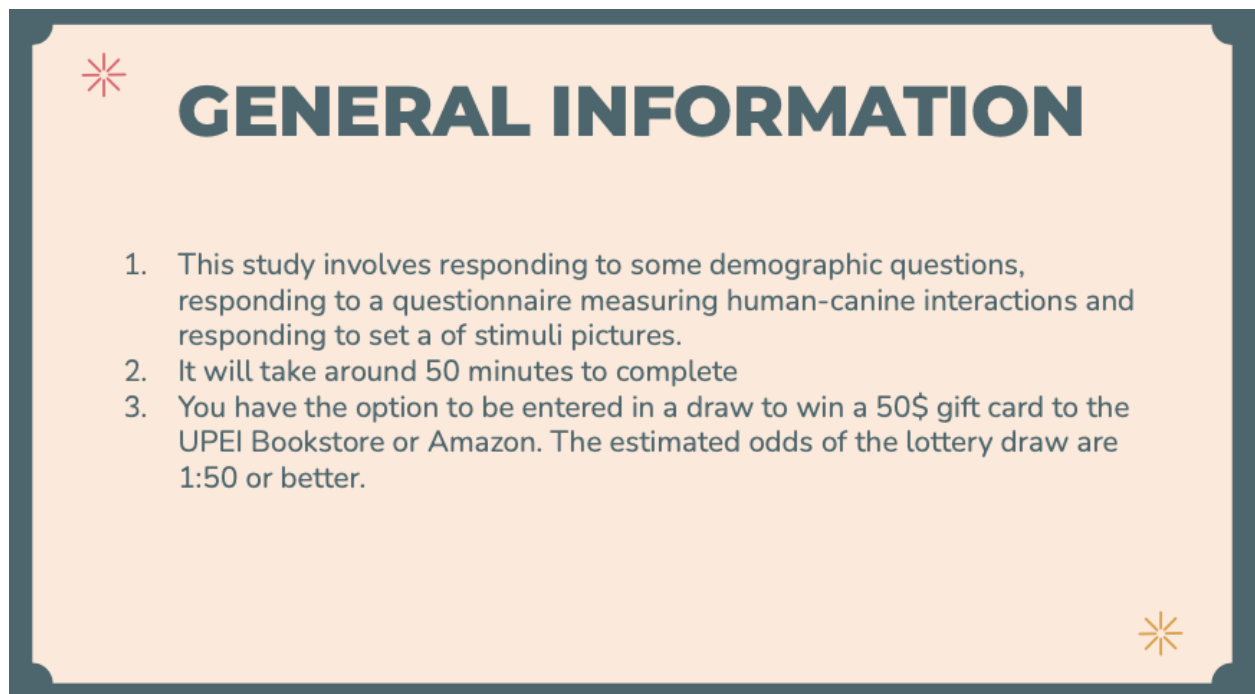 GENERAL INFORMATION
1. This study involves responding to some demographic questions,
responding to a questionnaire measuring human-canine interactions and
responding to set a of stimuli pictures.
2. It will take around 50 minutes to complete
3. You have the option to be entered in a draw to win a 50$ gift card to the
UPEI Bookstore or Amazon. The estimated odds of the lottery draw are
1:50 or better.